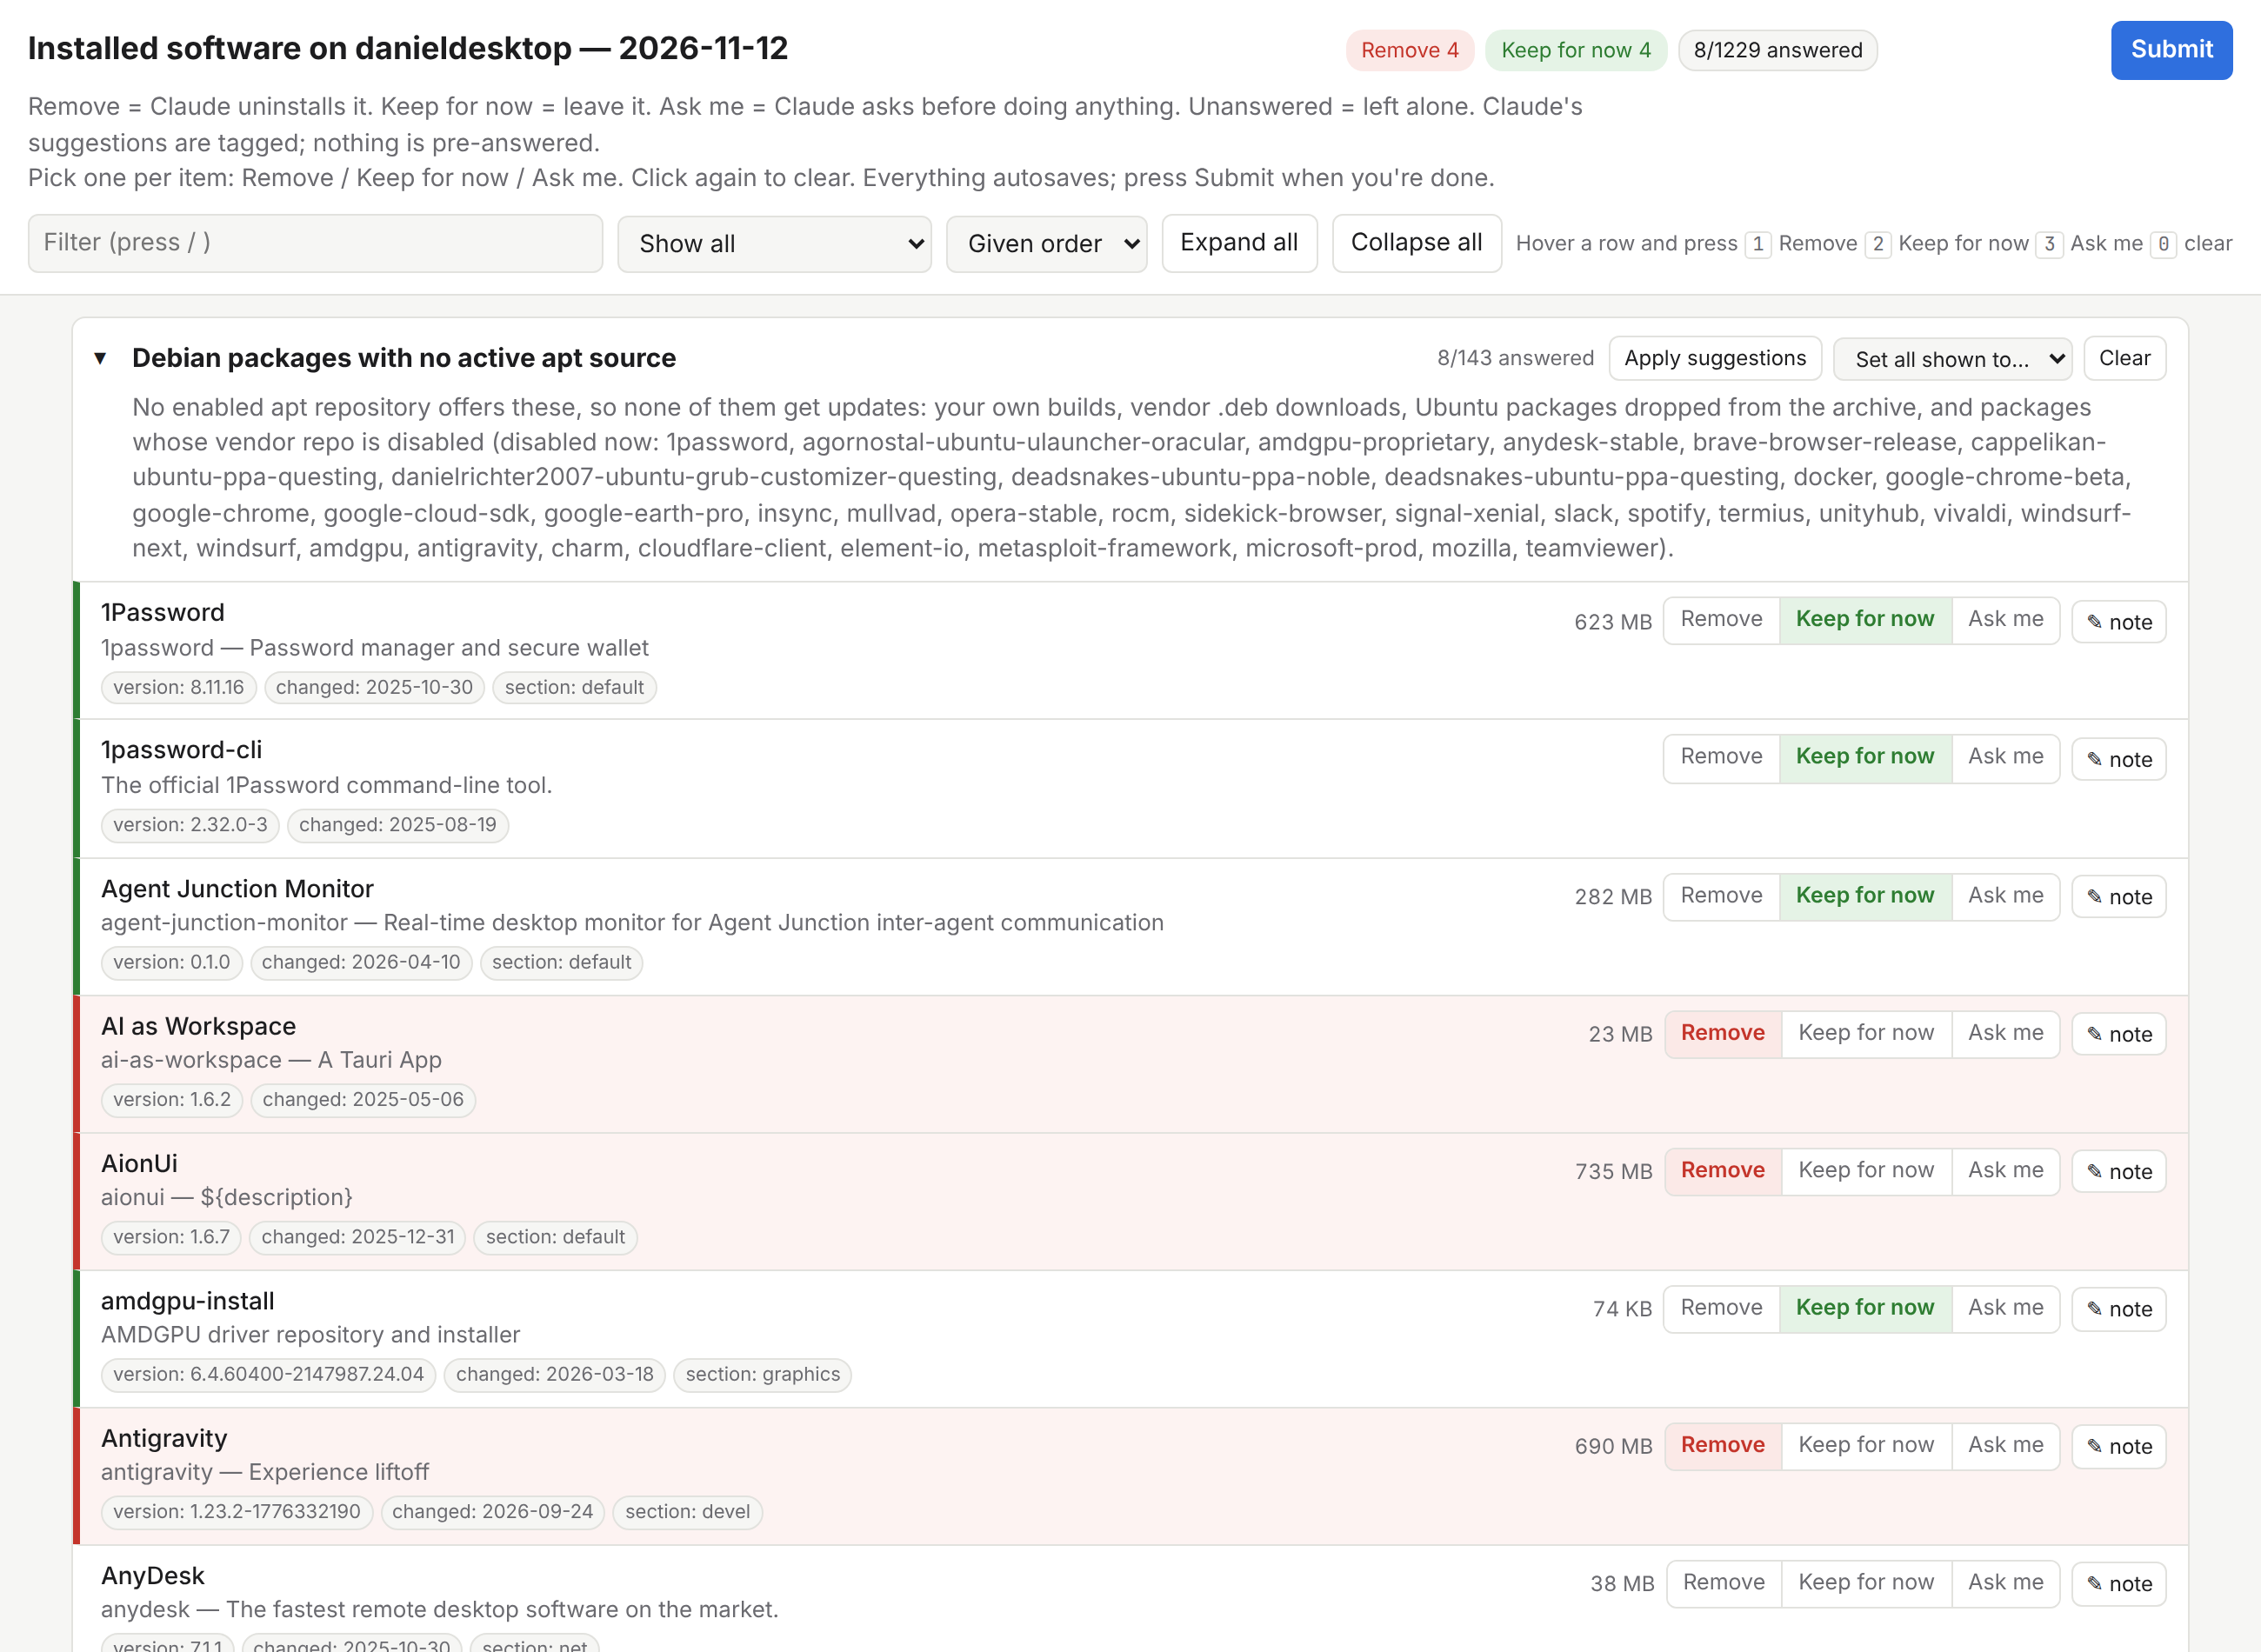 Installed software on danieldesktop — 2026-11-12
Remove 4
Keep for now 4
8/1229 answered
Submit
Remove = Claude uninstalls it. Keep for now = leave it. Ask me = Claude asks before doing anything. Unanswered = left alone. Claude's
suggestions are tagged; nothing is pre-answered.
Pick one per item: Remove / Keep for now / Ask me. Click again to clear. Everything autosaves; press Submit when you're done.
Filter (press / )
Show all
Given order
Expand all
Collapse all
Hover a row and press 1 Remove 2 Keep for now 3 Ask me 0 clear
▼ Debian packages with no active apt source
8/143 answered
Apply suggestions
Set all shown to...
Clear
No enabled apt repository offers these, so none of them get updates: your own builds, vendor .deb downloads, Ubuntu packages dropped from the archive, and packages
whose vendor repo is disabled (disabled now: 1password, agornostal-ubuntu-ulauncher-oracular, amdgpu-proprietary, anydesk-stable, brave-browser-release, cappelikan-
ubuntu-ppa-questing, danielrichter2007-ubuntu-grub-customizer-questing, deadsnakes-ubuntu-ppa-noble, deadsnakes-ubuntu-ppa-questing, docker, google-chrome-beta,
google-chrome, google-cloud-sdk, google-earth-pro, insync, mullvad, opera-stable, rocm, sidekick-browser, signal-xenial, slack, spotify, termius, unityhub, vivaldi, windsurf-
next, windsurf, amdgpu, antigravity, charm, cloudflare-client, element-io, metasploit-framework, microsoft-prod, mozilla, teamviewer).
1Password
623 MB Remove Keep for now Ask me ✎ note
1password — Password manager and secure wallet
version: 8.11.16 changed: 2025-10-30 section: default
1password-cli
Remove Keep for now Ask me ✎ note
The official 1Password command-line tool.
version: 2.32.0-3 changed: 2025-08-19
Agent Junction Monitor
282 MB Remove Keep for now Ask me ✎ note
agent-junction-monitor — Real-time desktop monitor for Agent Junction inter-agent communication
version: 0.1.0 changed: 2026-04-10 section: default
AI as Workspace
23 MB Remove Keep for now Ask me ✎ note
ai-as-workspace — A Tauri App
version: 1.6.2 changed: 2025-05-06
AionUi
735 MB Remove Keep for now Ask me ✎ note
aionui — ${description}
version: 1.6.7 changed: 2025-12-31 section: default
amdgpu-install
74 KB Remove Keep for now Ask me ✎ note
AMDGPU driver repository and installer
version: 6.4.60400-2147987.24.04 changed: 2026-03-18 section: graphics
Antigravity
690 MB Remove Keep for now Ask me ✎ note
antigravity — Experience liftoff
version: 1.23.2-1776332190 changed: 2026-09-24 section: devel
AnyDesk
38 MB Remove Keep for now Ask me ✎ note
anydesk — The fastest remote desktop software on the market.
version: 7.1.1 changed: 2025-10-30 section: net